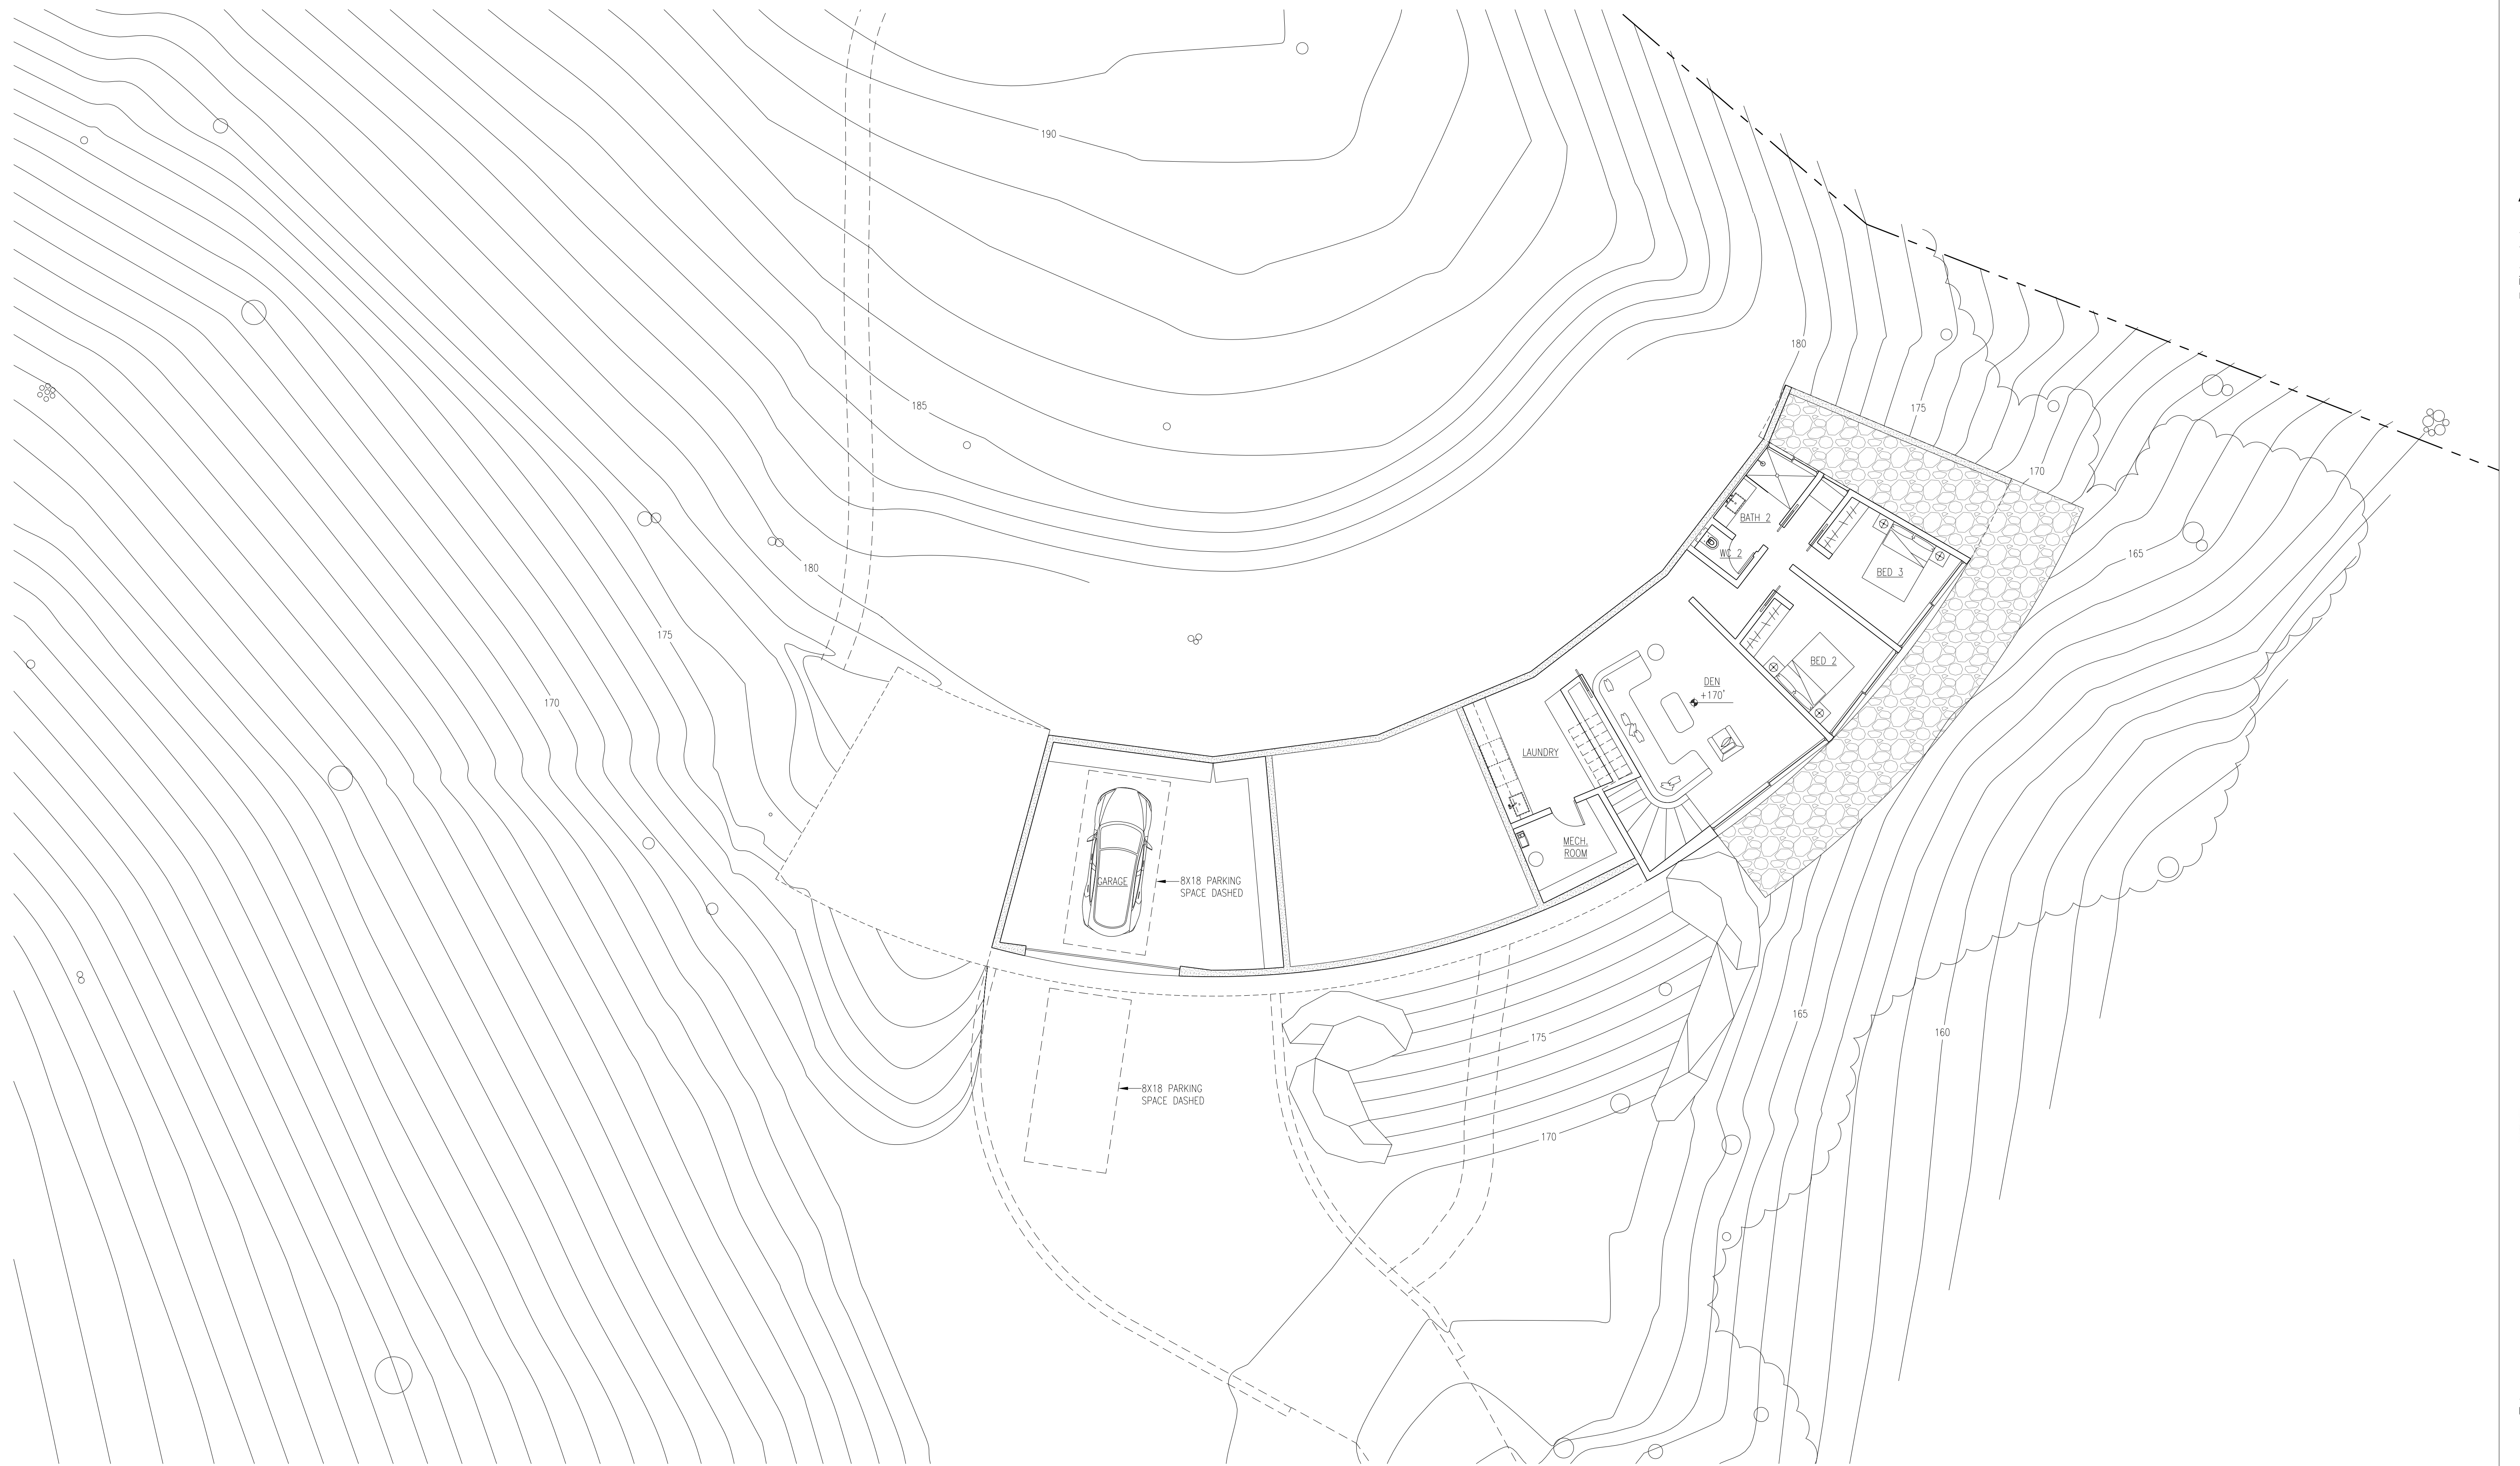 190
180
185
175
170
BATH 2
WC 2
BED 3
165
180
175
BED 2
DEN
+170'
170
LAUNDRY
MECH.
ROOM
GARAGE
8X18 PARKING
SPACE DASHED
165
160
175
8X18 PARKING
SPACE DASHED
170